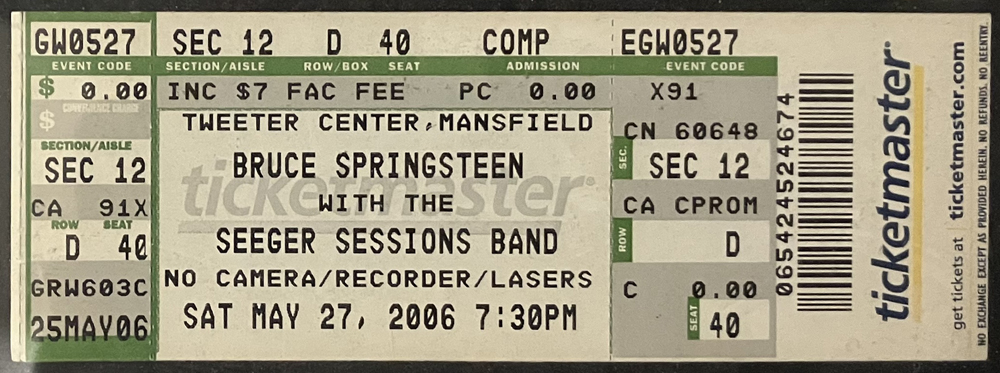 GW0527 SEC 12 D 40 COMP EGW0527
EVENT CODE SECTION/AISLE ROW/BOX SEAT ADMISSION EVENT CODE
$ 0.00 INC $7 FAC FEE PC 0.00 X91
CONVENIENCE CHARGE
$
TWEETER CENTER, MANSFIELD
CN 60648
SECTION/AISLE
SEC 12
BRUCE SPRINGSTEEN
SEC. SEC 12
ticketmaster
CA 91X
WITH THE
CA CPROM
ROW SEAT
D 40
SEEGER SESSIONS BAND
ROW D
GRW603C
NO CAMERA/RECORDER/LASERS
C 0.00
25MAY06
SAT MAY 27, 2006 7:30PM
SEAT 40
0654245524674
ticketmaster
get tickets at ticketmaster.com
NO EXCHANGE EXCEPT AS PROVIDED HEREIN, NO REFUNDS, NO REENTRY.